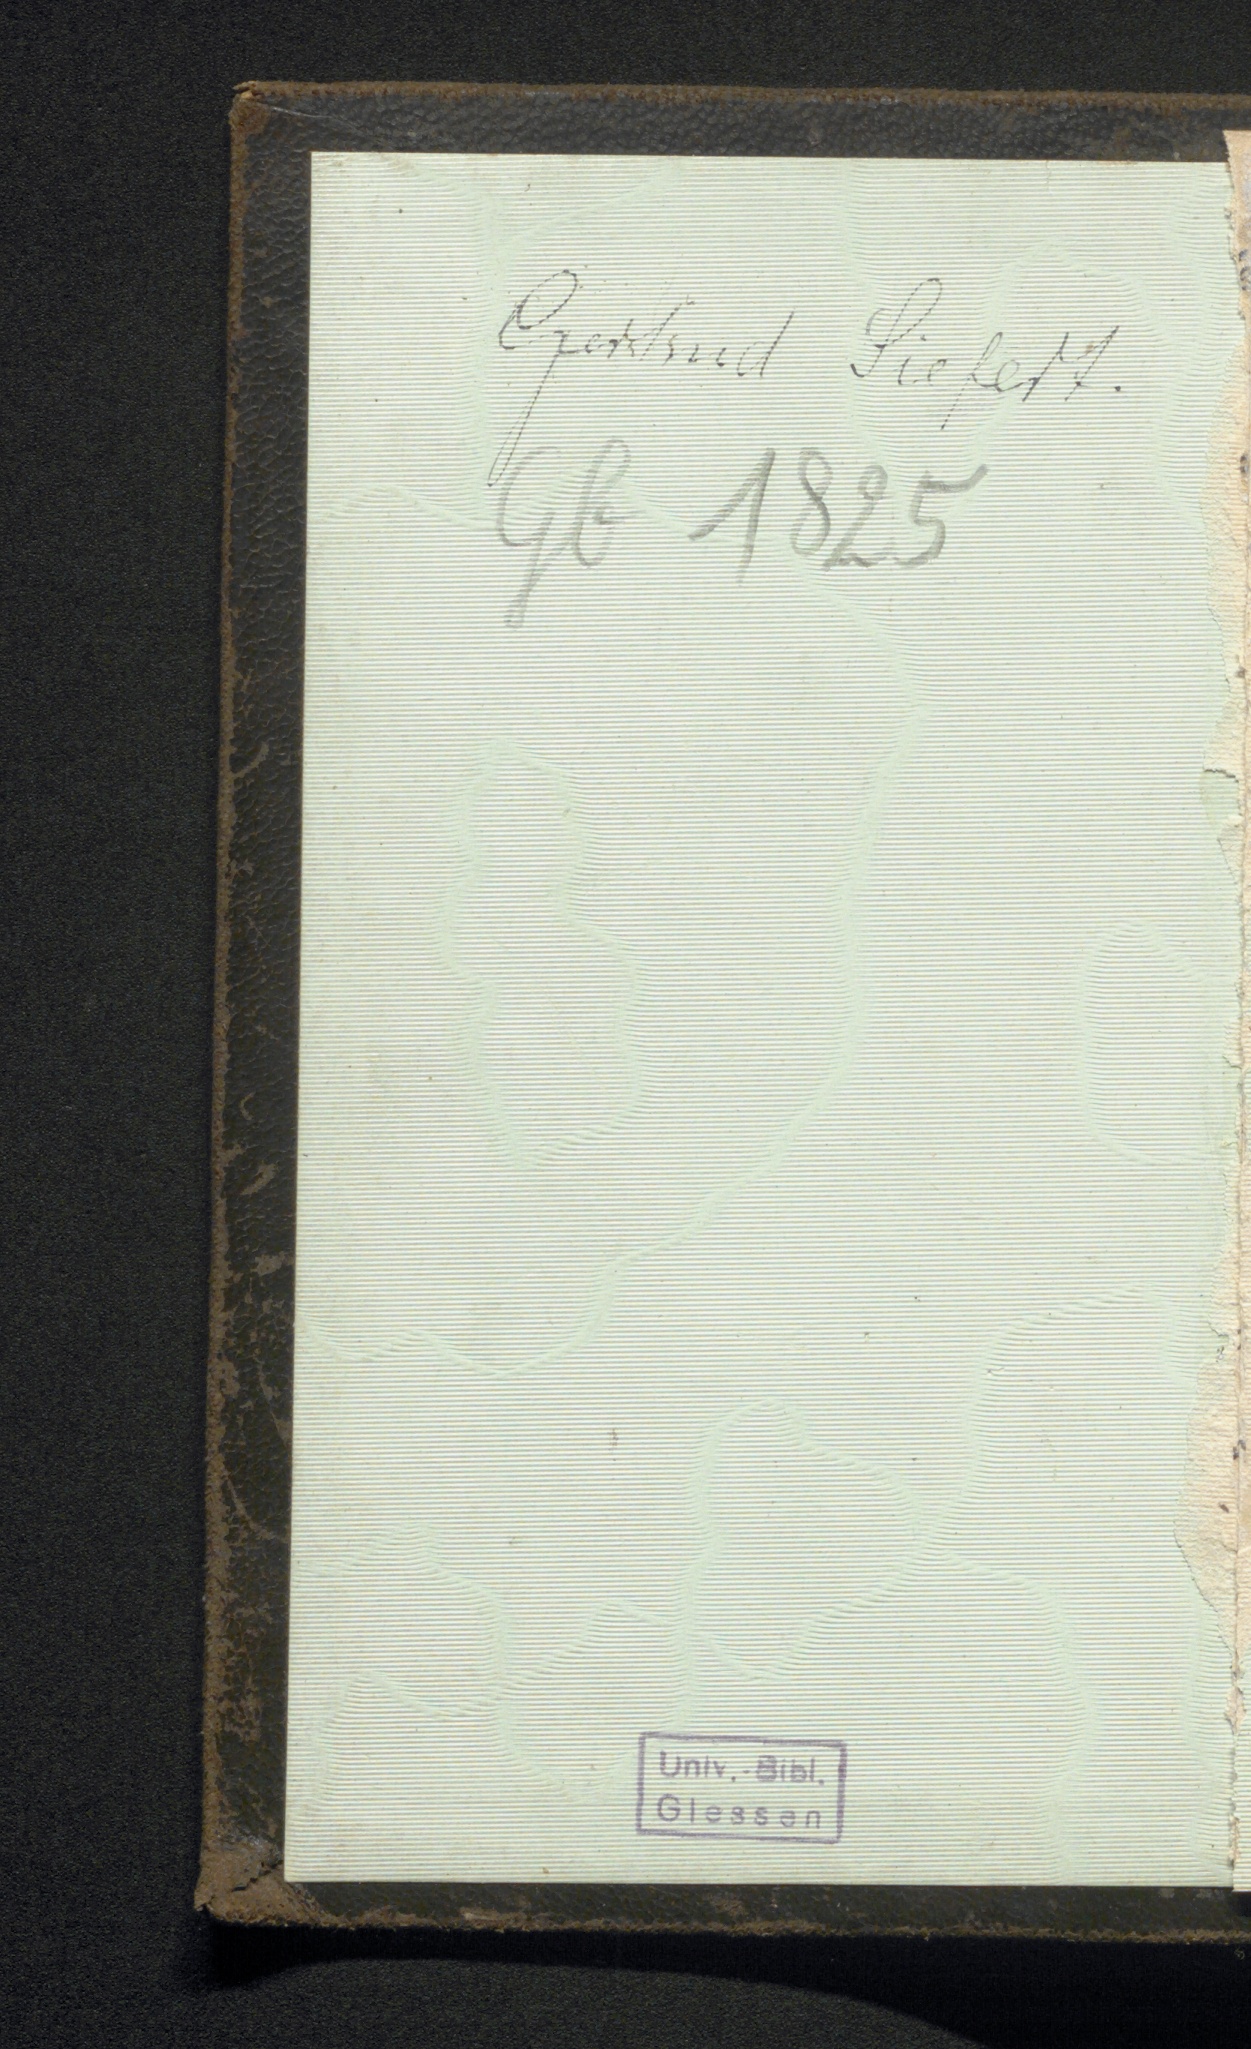 Gertrud Siefert.
Gb 1825
Univ.-Bibl.
Giessen